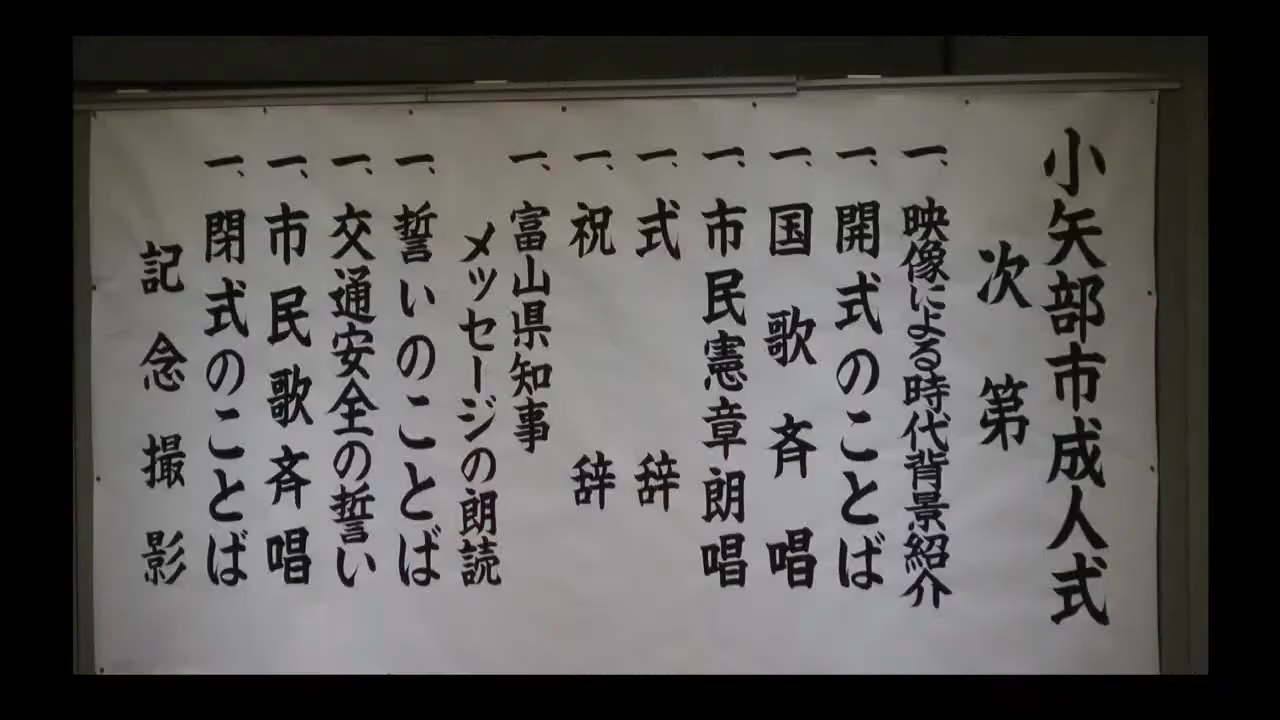 小矢部市成人式
次第
一、映像による時代背景紹介
一、開式のことば
一、国歌斉唱
一、市民憲章朗唱
一、式辞
一、祝辞
一、富山県知事
メッセージの朗読
一、誓いのことば
一、交通安全の誓い
一、市民歌斉唱
一、閉式のことば
記念撮影